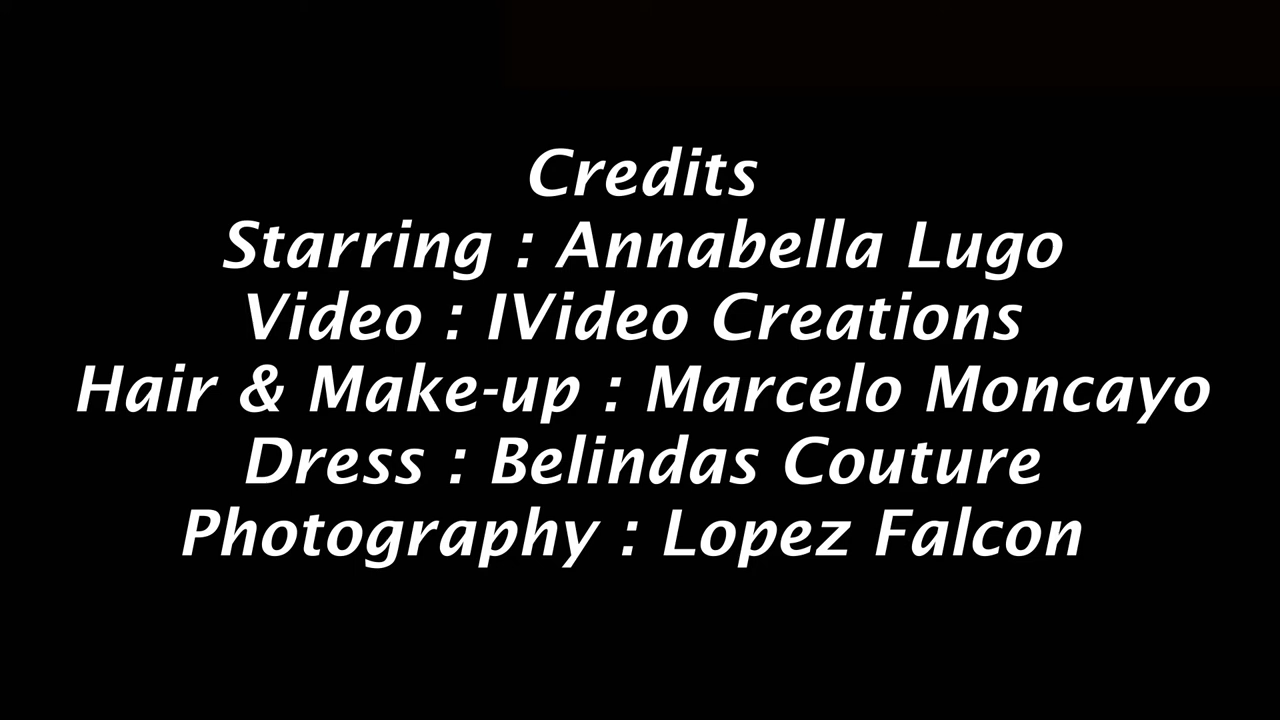 Credits
Starring : Annabella Lugo
Video : IVideo Creations
Hair & Make-up : Marcelo Moncayo
Dress : Belindas Couture
Photography : Lopez Falcon